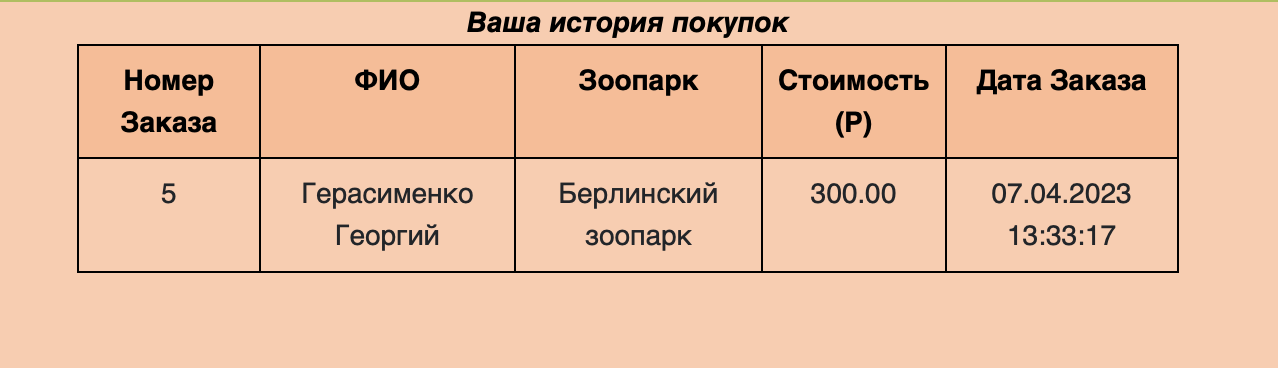 Ваша история покупок
Номер Заказа
ФИО
Зоопарк
Стоимость (Р)
Дата Заказа
5
Герасименко Георгий
Берлинский зоопарк
300.00
07.04.2023 13:33:17